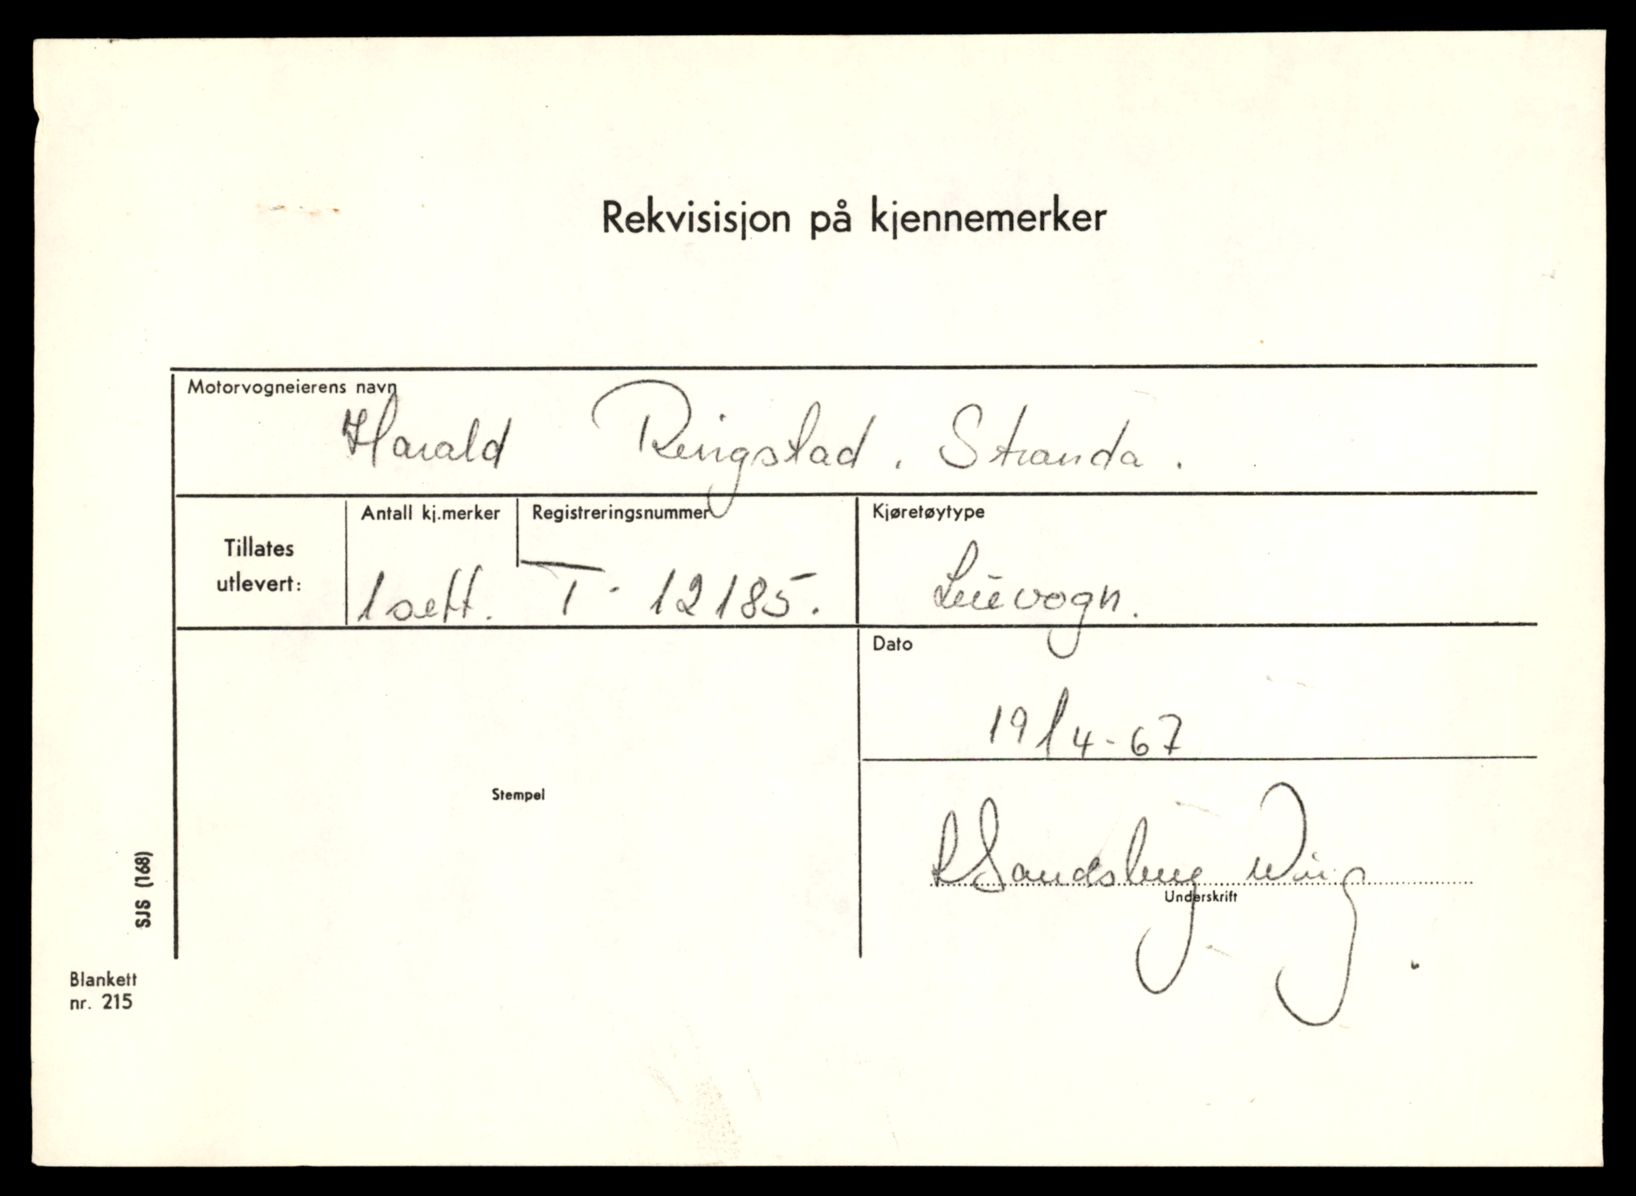 Rekvisisjon på kjennemerker
Motorvogneierens navn
Harald Ringstad. Stranda.
Tillates utlevert:
Antall kj.merker
1 sett.
Registreringsnummer
T - 12185.
Kjøretøytype
Leievogn.
Dato
19/4-67
Stempel
Underskrift
SJS (168)
Blankett
nr. 215